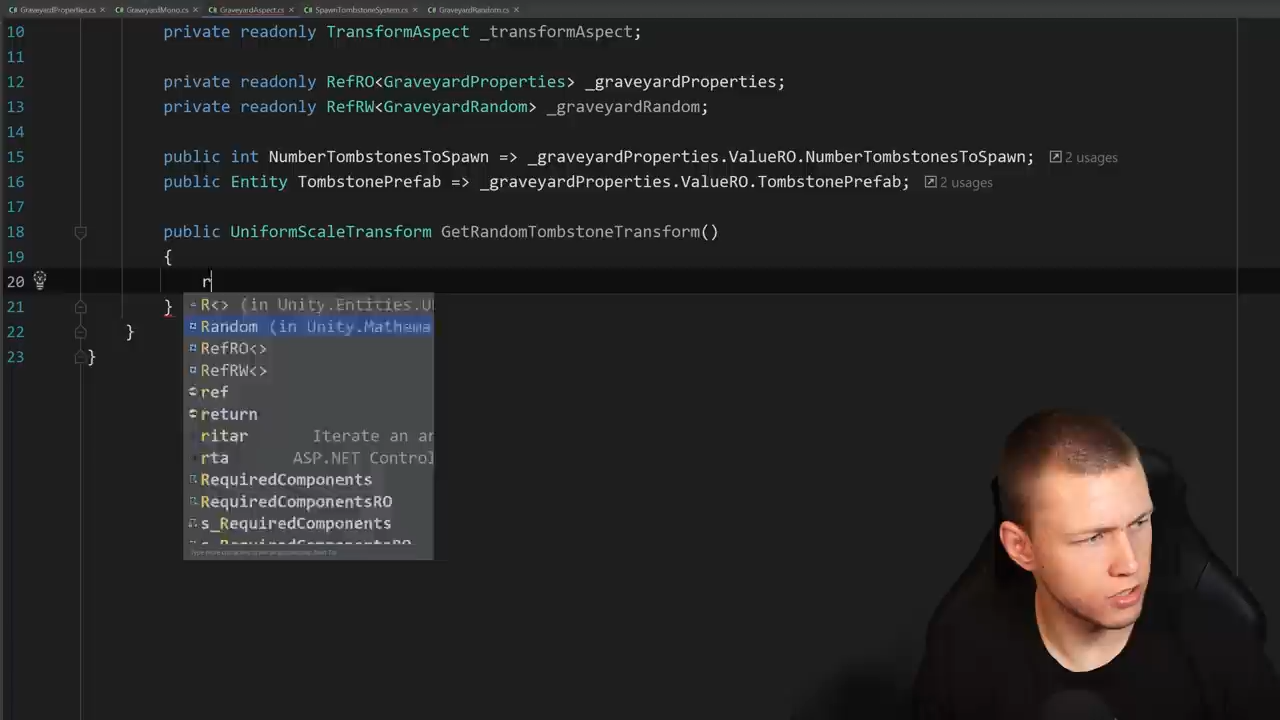 GraveyardProperties.cs GraveyardMono.cs GraveyardAspect.cs SpawnTombstoneSystem.cs GraveyardRandom.cs
10 private readonly TransformAspect _transformAspect;
11
12 private readonly RefRO<GraveyardProperties> _graveyardProperties;
13 private readonly RefRW<GraveyardRandom> _graveyardRandom;
14
15 public int NumberTombstonesToSpawn => _graveyardProperties.ValueRO.NumberTombstonesToSpawn; 2 usages
16 public Entity TombstonePrefab => _graveyardProperties.ValueRO.TombstonePrefab; 2 usages
17
18 public UniformScaleTransform GetRandomTombstoneTransform()
19 {
20 r
21 }
22 }
23 }
R<> (in Unity.Entities.U
Random (in Unity.Mathema
RefRO<>
RefRW<>
ref
return
ritar Iterate an ar
rta ASP.NET Control
RequiredComponents
RequiredComponentsRO
s_RequiredComponents